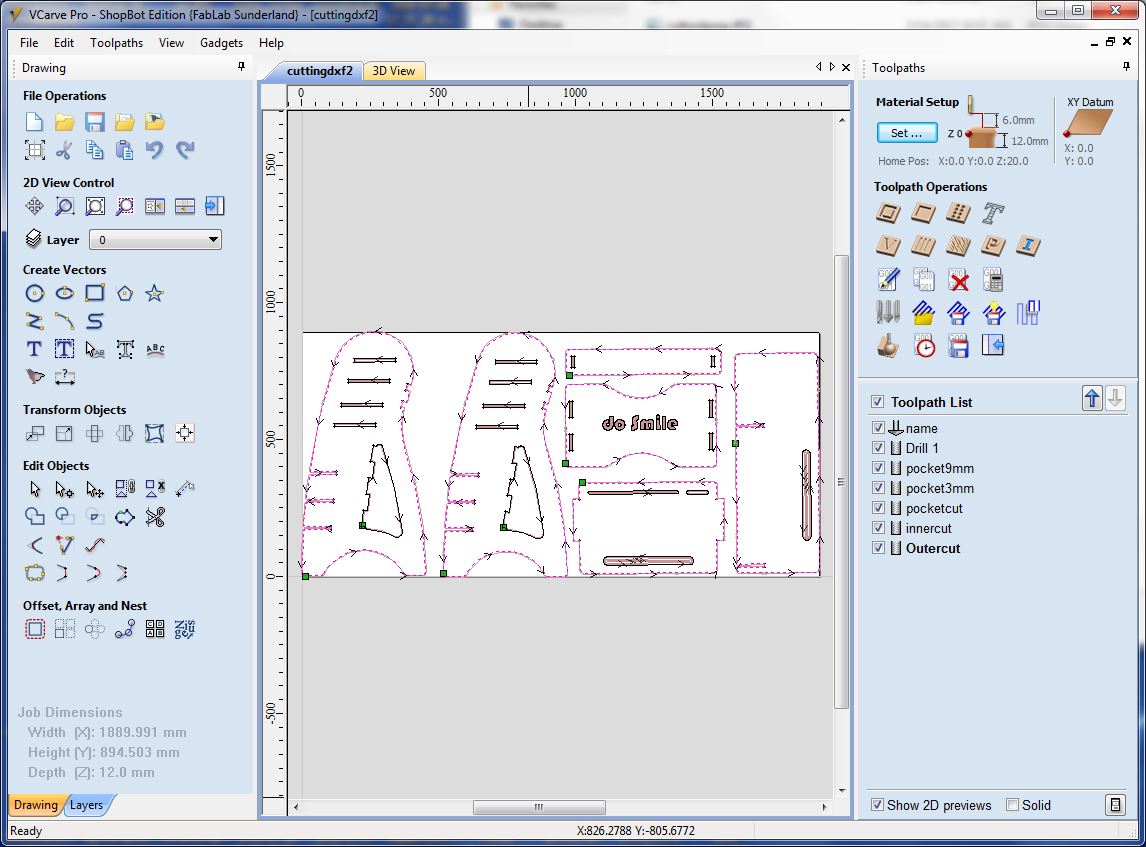 VCarve Pro - ShopBot Edition {FabLab Sunderland} - [cuttingdxf2]
File Edit Toolpaths View Gadgets Help
Drawing
File Operations
2D View Control
Layer 0
Create Vectors
Transform Objects
Edit Objects
Offset, Array and Nest
Job Dimensions
Width (X): 1889.991 mm
Height (Y): 894.503 mm
Depth (Z): 12.0 mm
Drawing Layers
cuttingdxf2 3D View
0 500 1000 1500
1500
1000
500
0
-500
do Smile
Toolpaths
Material Setup
Set ...
Z 0
6.0mm
12.0mm
Home Pos: X:0.0 Y:0.0 Z:20.0
XY Datum
X: 0.0
Y: 0.0
Toolpath Operations
Toolpath List
name
Drill 1
pocket9mm
pocket3mm
pocketcut
innercut
Outercut
Show 2D previews Solid
Ready
X:826.2788 Y:-805.6772